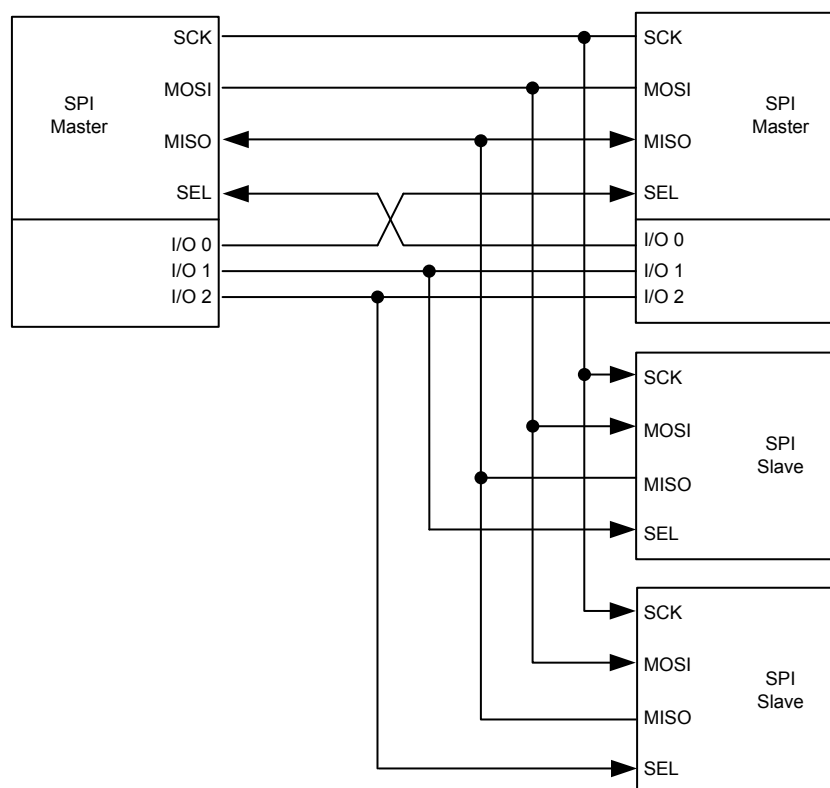 SCK
MOSI
SPI
Master
MISO
SEL
I/O 0
I/O 1
I/O 2
SCK
MOSI
SPI
Master
MISO
SEL
I/O 0
I/O 1
I/O 2
SCK
MOSI
SPI
Slave
MISO
SEL
SCK
MOSI
SPI
Slave
MISO
SEL